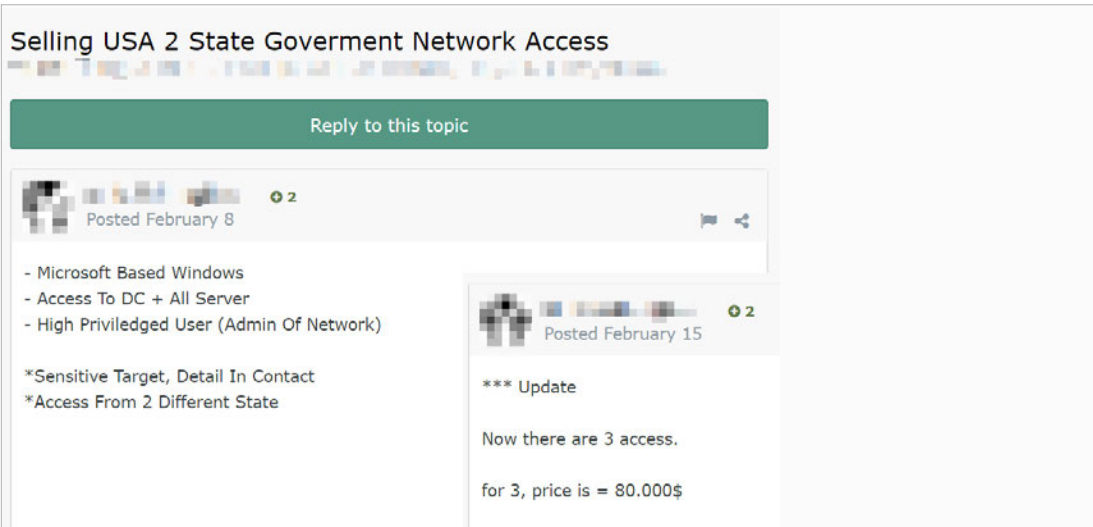 Selling USA 2 State Goverment Network Access
Reply to this topic
2
Posted February 8
- Microsoft Based Windows
- Access To DC + All Server
- High Priviledged User (Admin Of Network)
*Sensitive Target, Detail In Contact
*Access From 2 Different State
2
Posted February 15
*** Update
Now there are 3 access.
for 3, price is = 80.000$